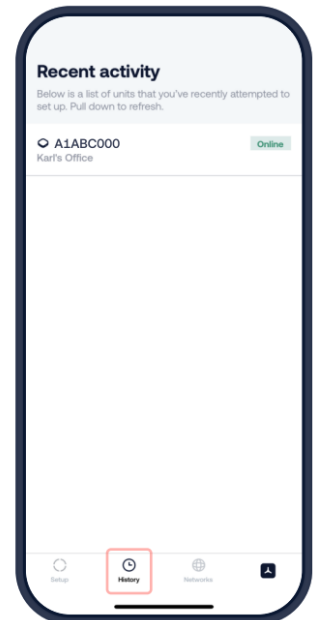 Recent activity
Below is a list of units that you've recently attempted to
set up. Pull down to refresh.
A1ABC000
Online
Karl's Office
Setup
History
Networks